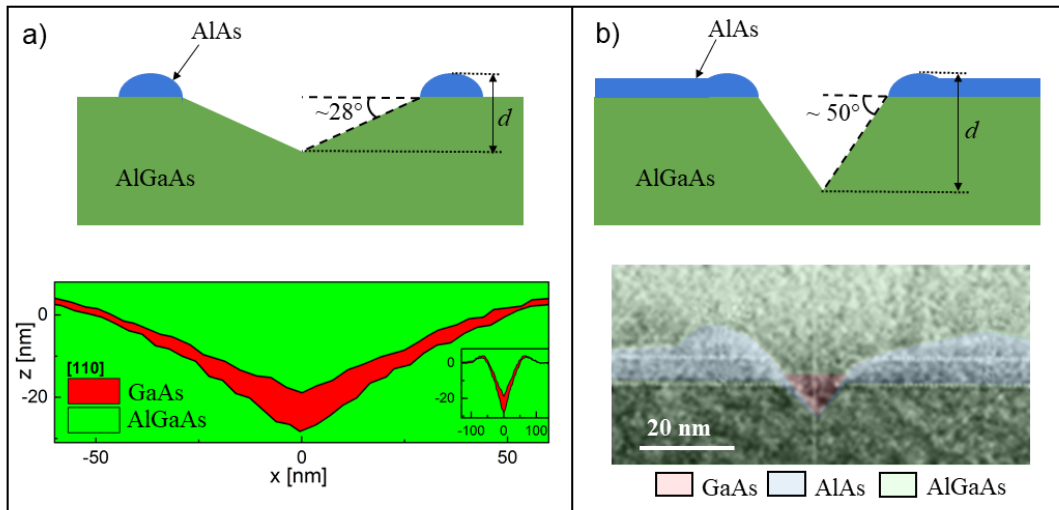 a)
AlAs
~28°
d
AlGaAs
z [nm]
0
-20
[110]
GaAs
AlGaAs
0
-20
-100 0 100
-50 0 50
x [nm]
b)
AlAs
~ 50°
d
AlGaAs
20 nm
GaAs AlAs AlGaAs